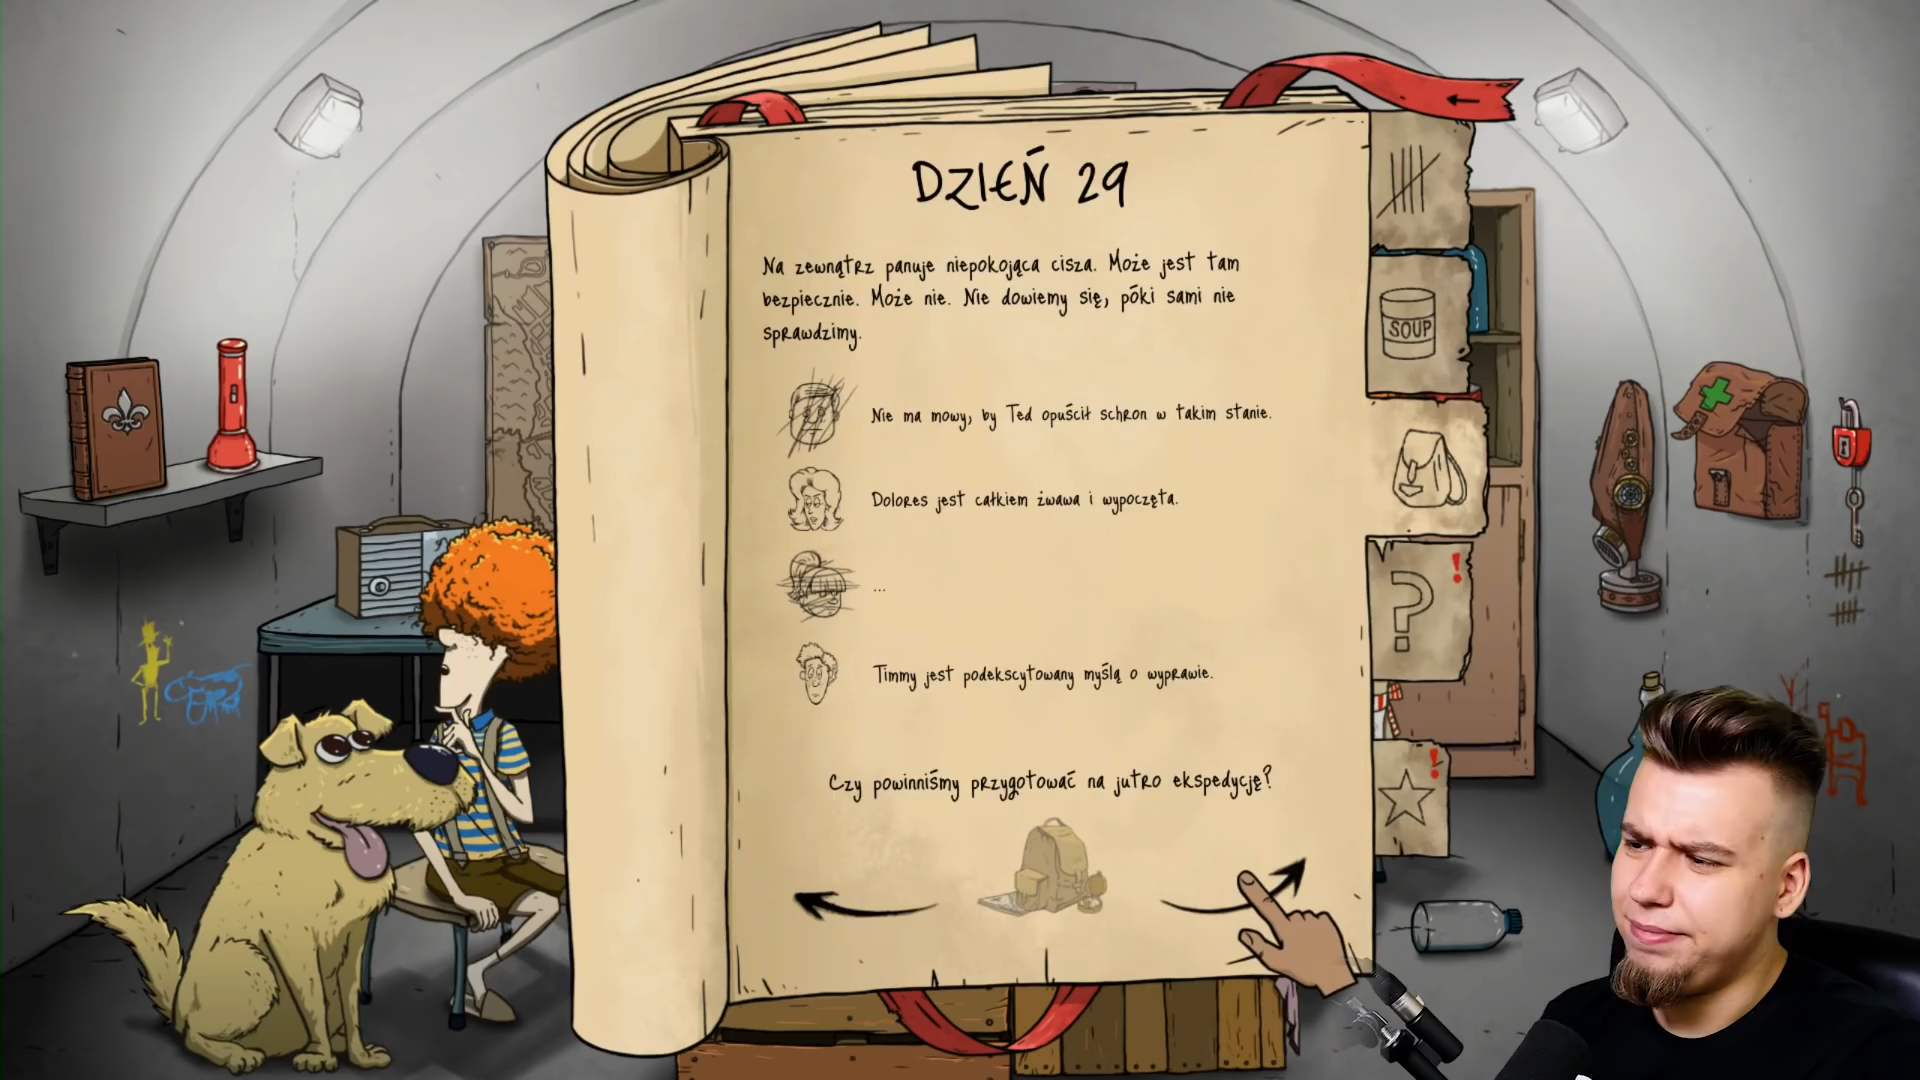 DZIEŃ 29
Na zewnątrz panuje niepokojąca cisza. Może jest tam
bezpiecznie. Może nie. Nie dowiemy się, póki sami nie
sprawdzimy.
Nie ma mowy, by Ted opuścił schron w takim stanie.
Dolores jest całkiem żwawa i wypoczęta.
...
Timmy jest podekscytowany myślą o wyprawie.
Czy powinniśmy przygotować na jutro ekspedycję?
SOUP
?
!
!